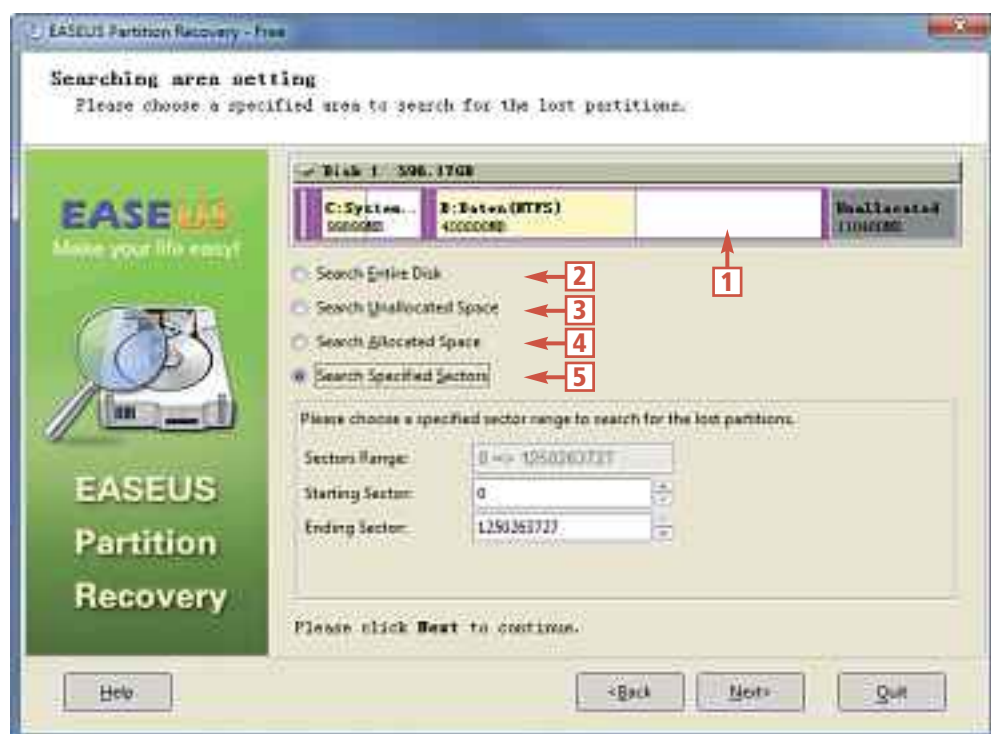 EASEUS Partition Recovery - Free
Searching area setting
Please choose a specified area to search for the lost partitions.
EASEUS
Make your life easy!
EASEUS
Partition
Recovery
Disk 1 596.17GB
C:System..
D:Daten(NTFS)
400000MB
Unallocated
1
Search Entire Disk
2
Search Unallocated Space
3
Search Allocated Space
4
Search Specified Sectors
5
Please choose a specified sector range to search for the lost partitions.
Sectors Range: 0 => 1250263727
Starting Sector: 0
Ending Sector: 1250263727
Please click Next to continue.
Help
<Back
Next>
Quit